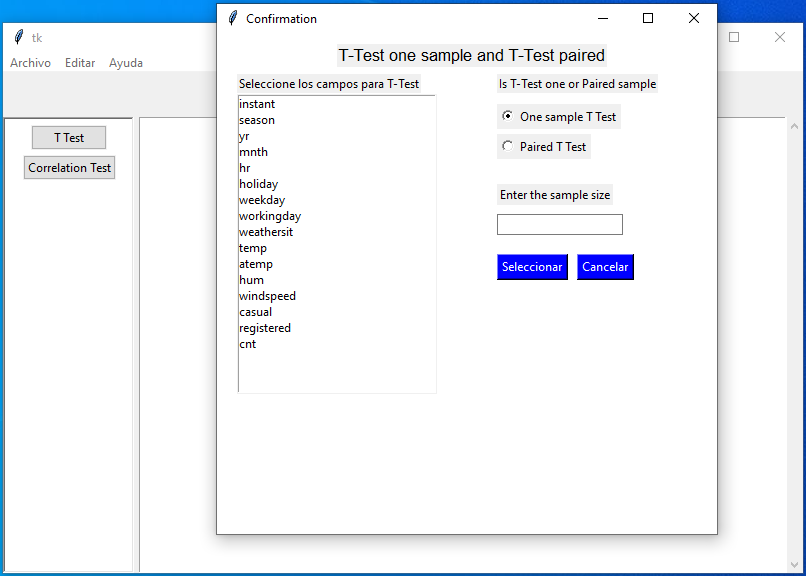 tk
Archivo Editar Ayuda
T Test
Correlation Test
Confirmation
T-Test one sample and T-Test paired
Seleccione los campos para T-Test
instant
season
yr
mnth
hr
holiday
weekday
workingday
weathersit
temp
atemp
hum
windspeed
casual
registered
cnt
Is T-Test one or Paired sample
One sample T Test
Paired T Test
Enter the sample size
Seleccionar Cancelar